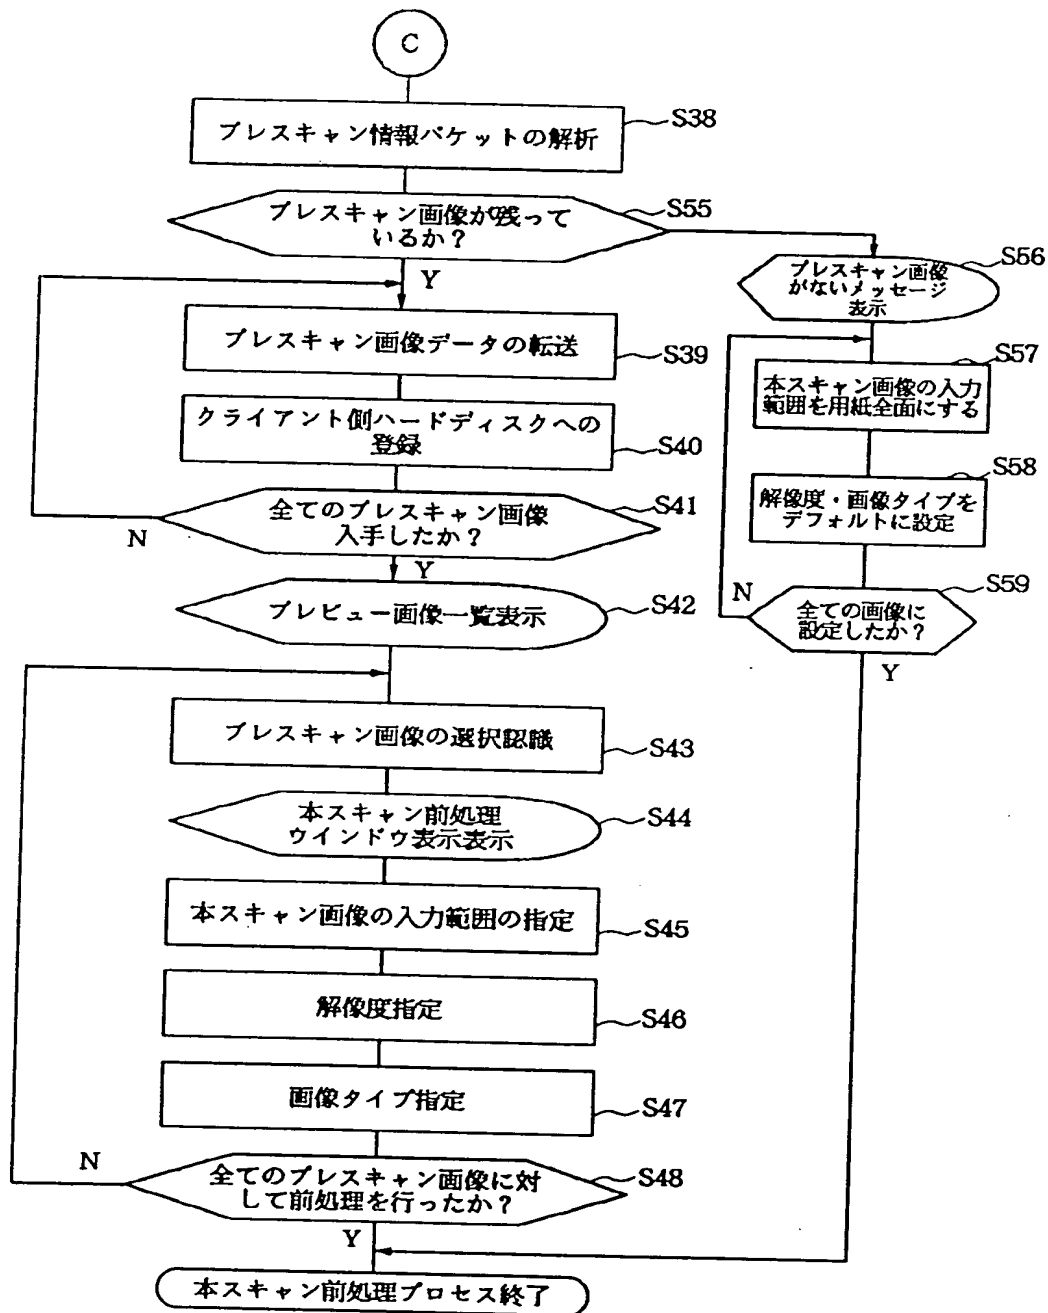 C
プレスキャン情報パケットの解析
S38
プレスキャン画像が残って
いるか？
S55
Y
プレスキャン画像
がないメッセージ
表示
S56
プレスキャン画像データの転送
S39
本スキャン画像の入力
範囲を用紙全面にする
S57
クライアント側ハードディスクへの
登録
S40
解像度・画像タイプを
デフォルトに設定
S58
全てのプレスキャン画像
入手したか？
S41
N
Y
全ての画像に
設定したか？
S59
N
Y
プレビュー画像一覧表示
S42
プレスキャン画像の選択認識
S43
本スキャン前処理
ウインドウ表示表示
S44
本スキャン画像の入力範囲の指定
S45
解像度指定
S46
画像タイプ指定
S47
全てのプレスキャン画像に対
して前処理を行ったか？
S48
N
Y
本スキャン前処理プロセス終了